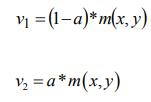 v₁ = (1−a)*m(x, y)
v₂ = a*m(x, y)